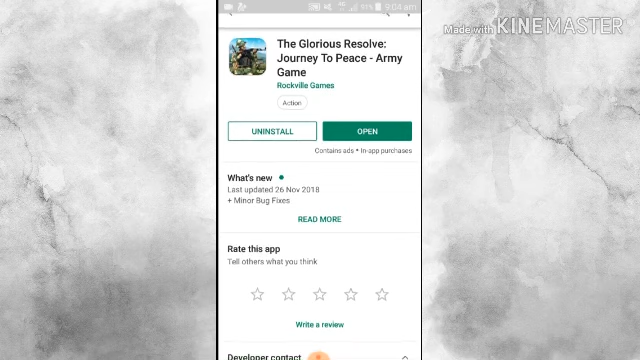 91% 9:04 am
Made with KINEMASTER
The Glorious Resolve:
Journey To Peace - Army
Game
Rockville Games
Action
UNINSTALL
OPEN
Contains ads • In-app purchases
What's new
Last updated 26 Nov 2018
+ Minor Bug Fixes
READ MORE
Rate this app
Tell others what you think
Write a review
Developer contact